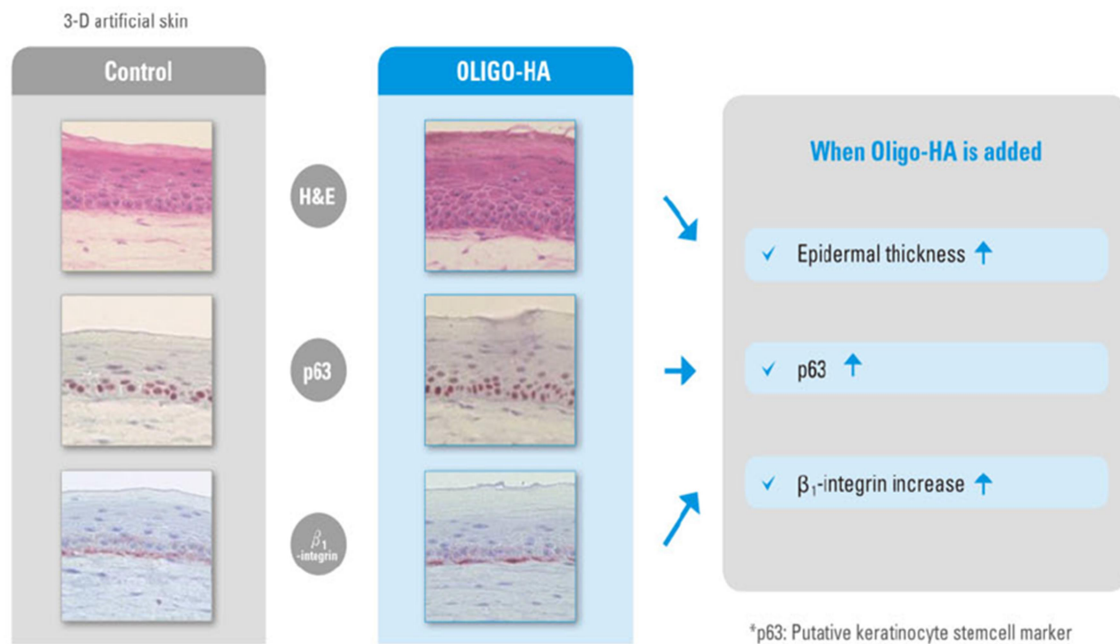 3-D artificial skin
Control
OLIGO-HA
When Oligo-HA is added
H&E
Epidermal thickness ↑
p63
p63 ↑
β₁
-integrin
β₁-integrin increase ↑
*p63: Putative keratinocyte stemcell marker